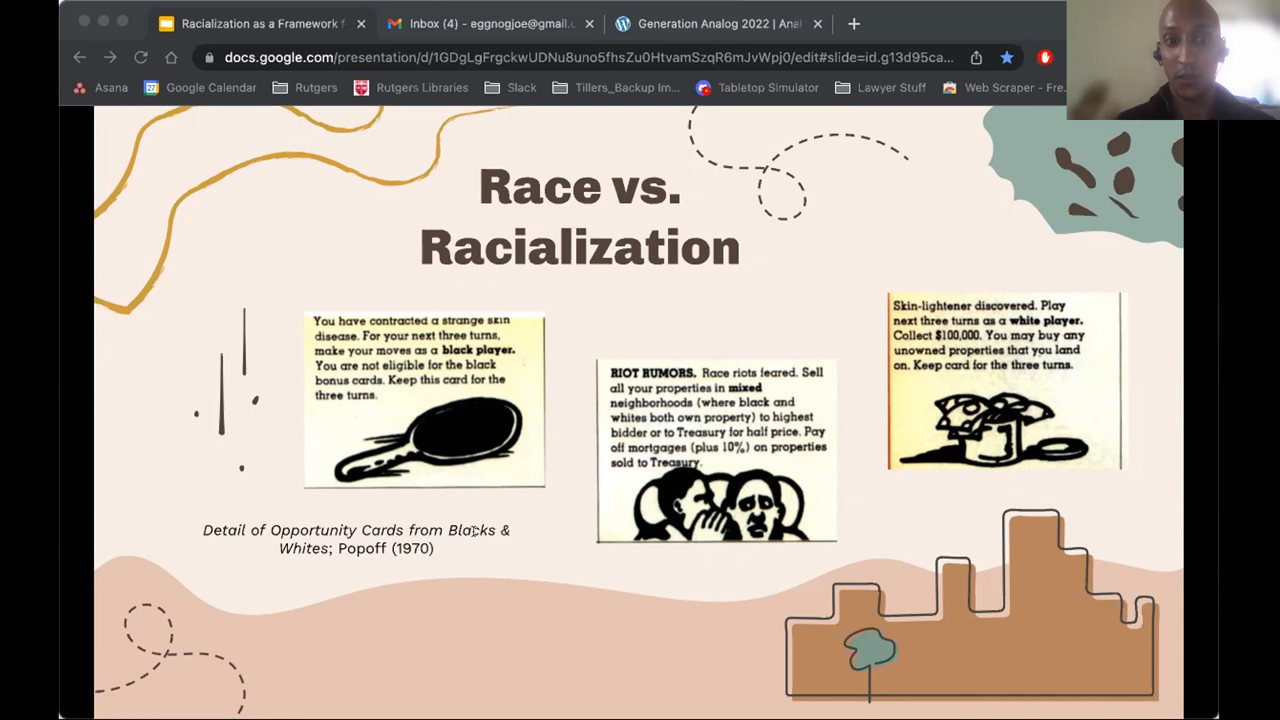 Racialization as a Framework f
Inbox (4) - eggnogjoe@gmail.c
Generation Analog 2022 | Anal
docs.google.com/presentation/d/1GDgLgFrgckwUDNu8uno5fhsZu0HtvamSzqR6mJvWpj0/edit#slide=id.g13d95ca...
Asana
27 Google Calendar
Rutgers
Rutgers Libraries
Slack
Tillers_Backup Im...
Tabletop Simulator
Lawyer Stuff
Web Scraper - Fre...
Race vs.
Racialization
You have contracted a strange skin
disease. For your next three turns,
make your moves as a black player.
You are not eligible for the black
bonus cards. Keep this card for the
three turns.
RIOT RUMORS. Race riots feared. Sell
all your properties in mixed
neighborhoods (where black and
whites both own property) to highest
bidder or to Treasury for half price. Pay
off mortgages (plus 10%) on properties
sold to Treasury.
Skin-lightener discovered. Play
next three turns as a white player.
Collect $100,000. You may buy any
unowned properties that you land
on. Keep card for the three turns.
Detail of Opportunity Cards from Blacks &
Whites; Popoff (1970)